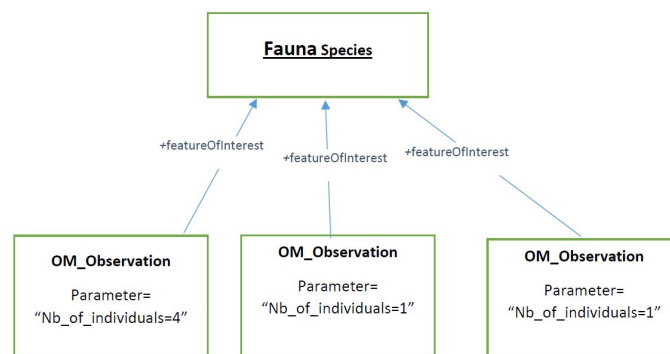 Fauna Species
+featureOfInterest
+featureOfInterest
+featureOfInterest
OM_Observation
Parameter=
“Nb_of_individuals=4”
OM_Observation
Parameter=
“Nb_of_individuals=1”
OM_Observation
Parameter=
“Nb_of_individuals=1”